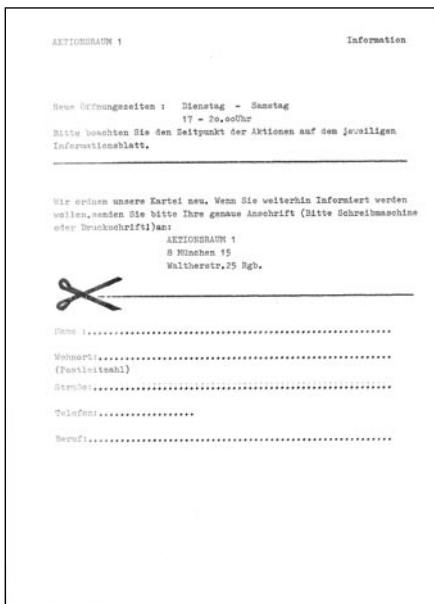 AKTIONSRAUM 1 Information
Neue Öffnungszeiten : Dienstag - Samstag
17 - 20.ooUhr
Bitte beachten Sie den Zeitpunkt der Aktionen auf dem jeweiligen
Informationsblatt.
Wir ordnen unsere Kartei neu. Wenn Sie weiterhin Informiert werden
wollen,senden Sie bitte Ihre genaue Anschrift (Bitte Schreibmaschine
oder Druckschrift!)an:
AKTIONSRAUM 1
8 München 15
Waltherstr.25 Rgb.
Name :..................................................
Wohnort:..................................................
(Postleitzahl)
Straße:..................................................
Telefon:.................
Beruf:..................................................